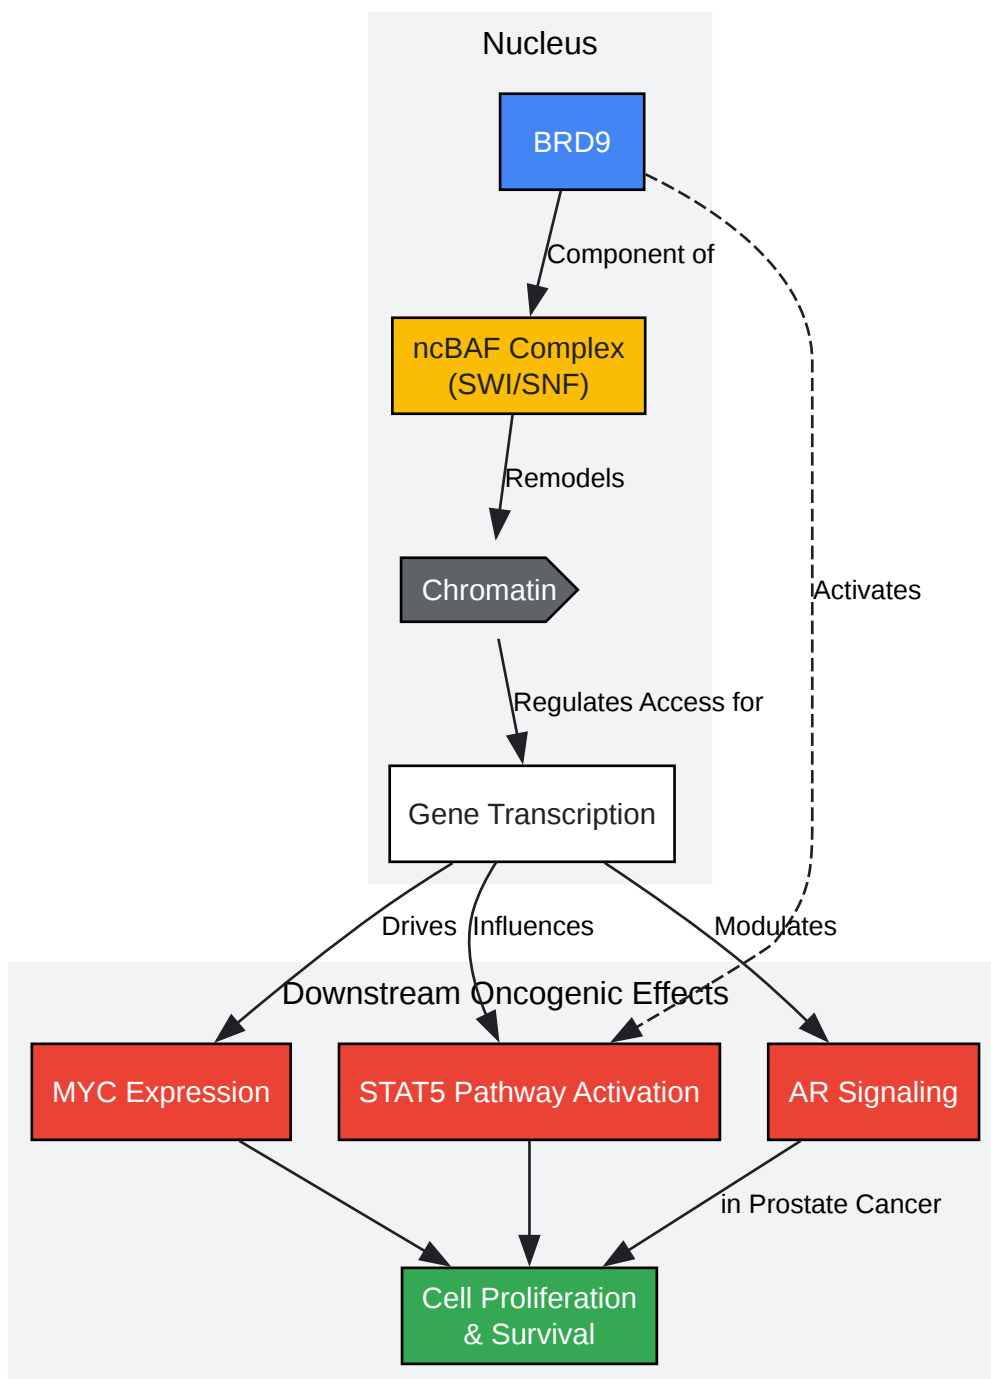 Nucleus
BRD9
Component of
ncBAF Complex
(SWI/SNF)
Remodels
Chromatin
Activates
Regulates Access for
Gene Transcription
Drives
Influences
Modulates
Downstream Oncogenic Effects
MYC Expression
STAT5 Pathway Activation
AR Signaling
in Prostate Cancer
Cell Proliferation
& Survival